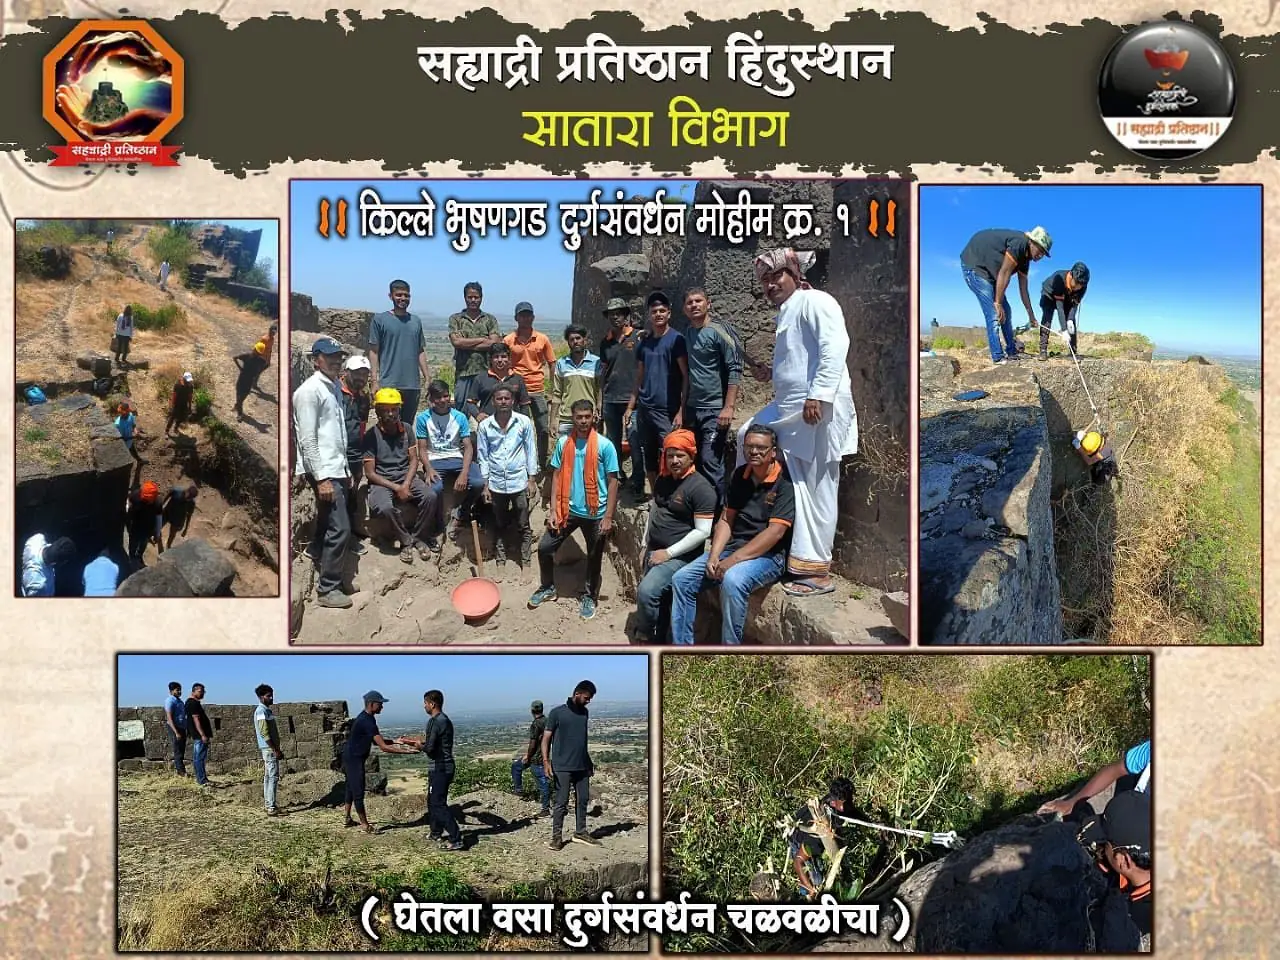 सह्याद्री प्रतिष्ठान हिंदुस्थान
सातारा विभाग
सह्याद्री प्रतिष्ठान
|| सह्याद्री प्रतिष्ठान ||
|| किल्ले भुषणगड दुर्गसंवर्धन मोहीम क्र. १ ||
( घेतला वसा दुर्गसंवर्धन चळवळीचा )